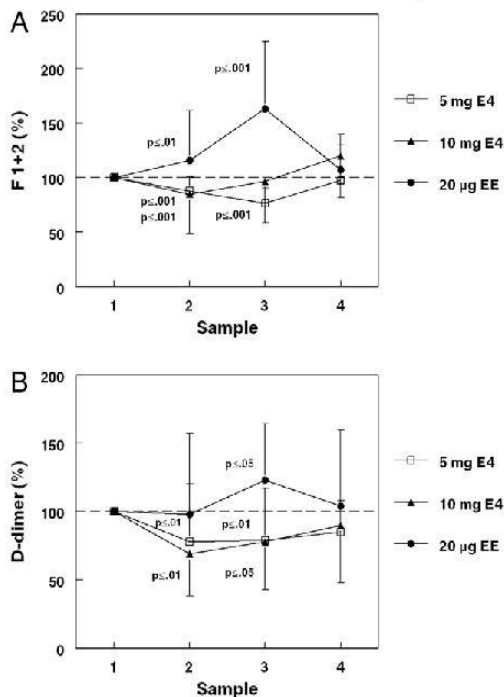 A
250
200
150
100
50
0
F 1+2 (%)
p≤.001
p≤.01
p≤.001
p≤.001
p≤.001
1 2 3 4
Sample
5 mg E4
10 mg E4
20 µg EE
B
200
150
100
50
0
D-dimer (%)
p≤.05
p≤.01
p≤.01
p≤.01
p≤.05
1 2 3 4
Sample
5 mg E4
10 mg E4
20 µg EE